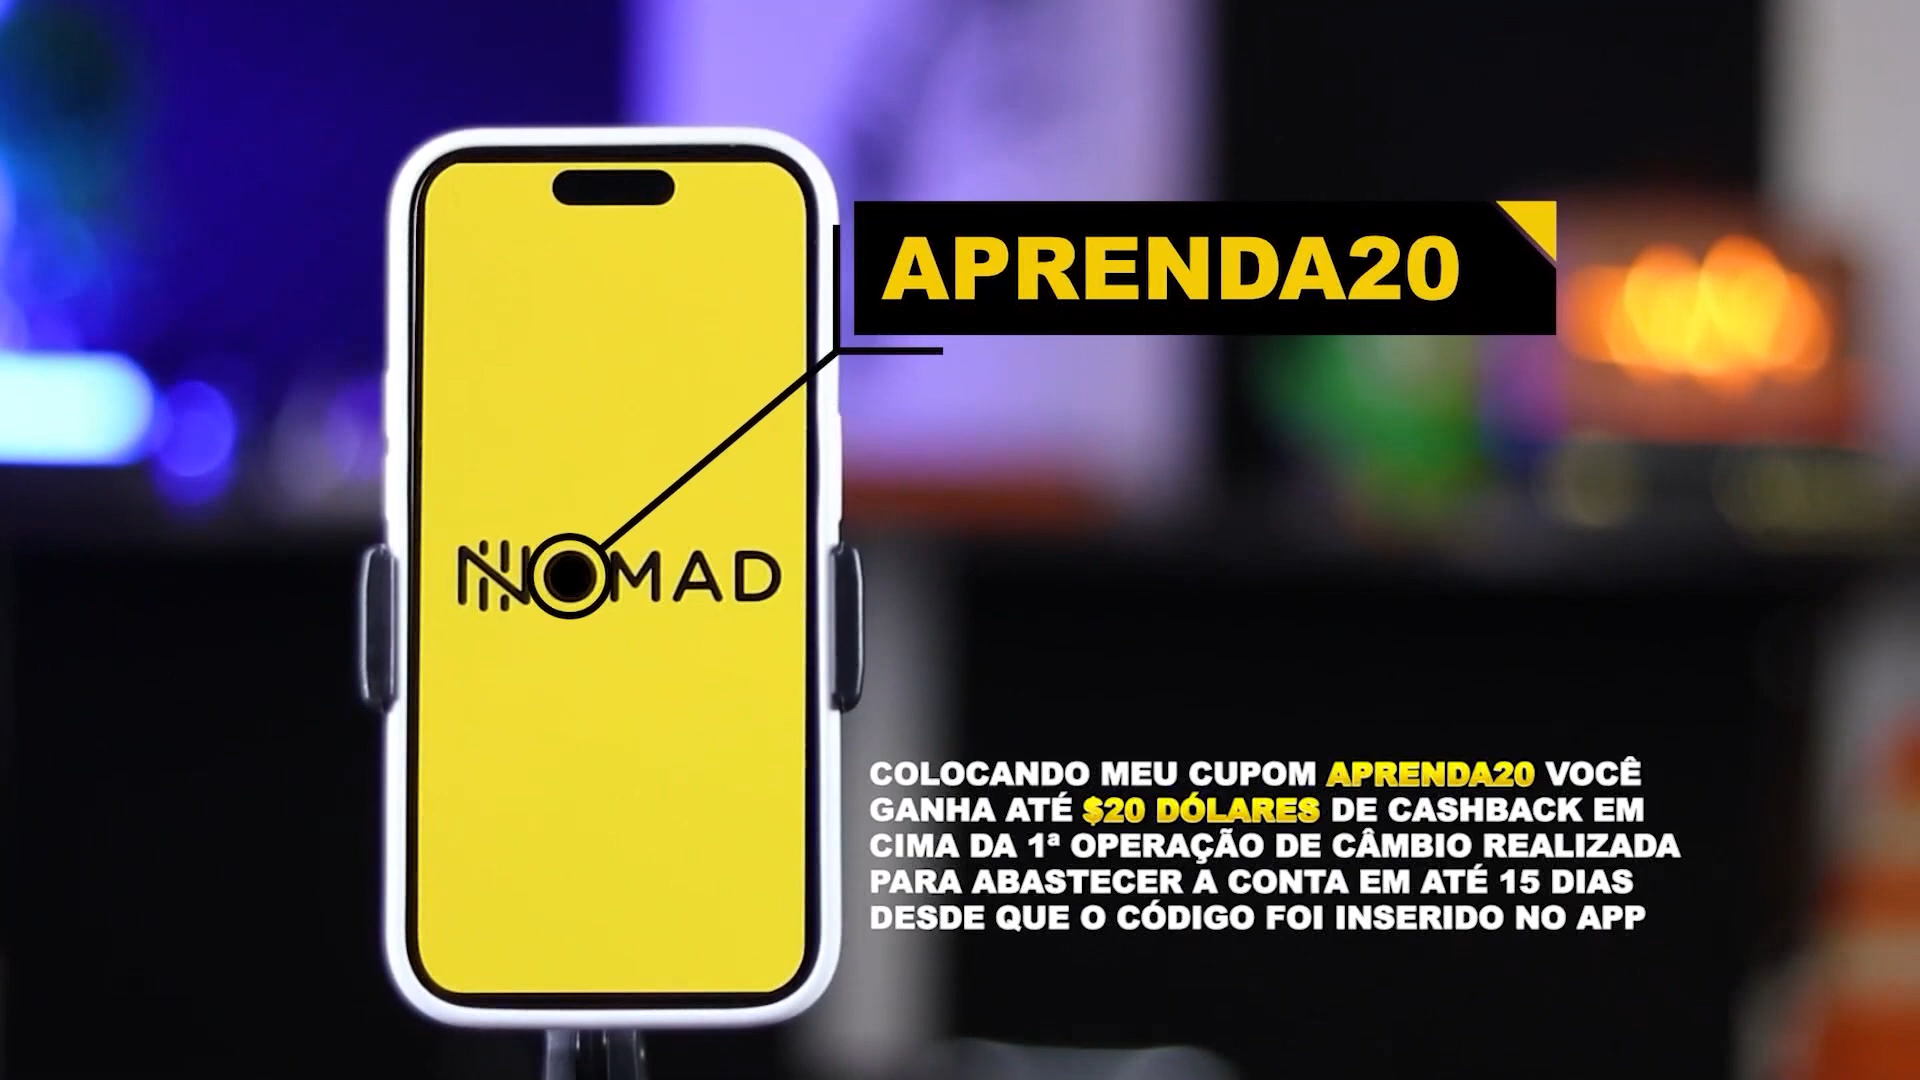 APRENDA20
NOMAD
COLOCANDO MEU CUPOM APRENDA20 VOCÊ
GANHA ATÉ $20 DÓLARES DE CASHBACK EM
CIMA DA 1ª OPERAÇÃO DE CÂMBIO REALIZADA
PARA ABASTECER A CONTA EM ATÉ 15 DIAS
DESDE QUE O CÓDIGO FOI INSERIDO NO APP